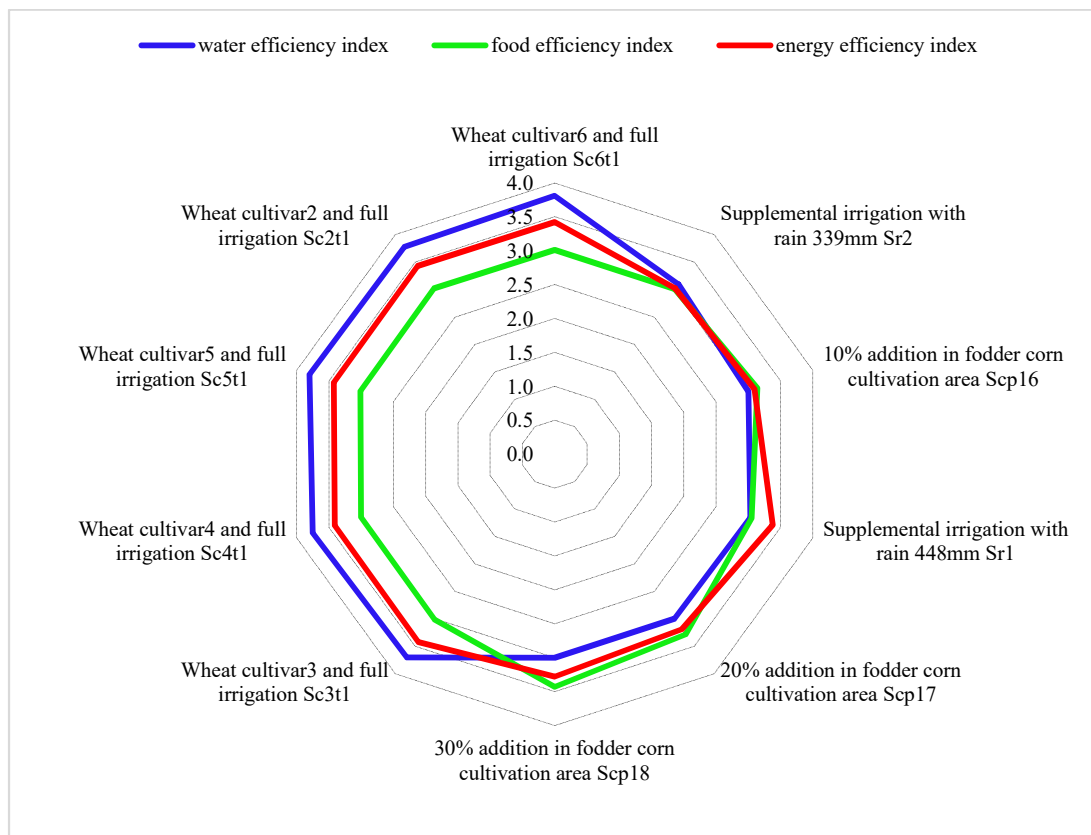 water efficiency index
food efficiency index
energy efficiency index
Wheat cultivar6 and full
irrigation Sc6t1
Supplemental irrigation with
rain 339mm Sr2
10% addition in fodder corn
cultivation area Scp16
Supplemental irrigation with
rain 448mm Sr1
20% addition in fodder corn
cultivation area Scp17
30% addition in fodder corn
cultivation area Scp18
Wheat cultivar3 and full
irrigation Sc3t1
Wheat cultivar4 and full
irrigation Sc4t1
Wheat cultivar5 and full
irrigation Sc5t1
Wheat cultivar2 and full
irrigation Sc2t1
4.0
3.5
3.0
2.5
2.0
1.5
1.0
0.5
0.0